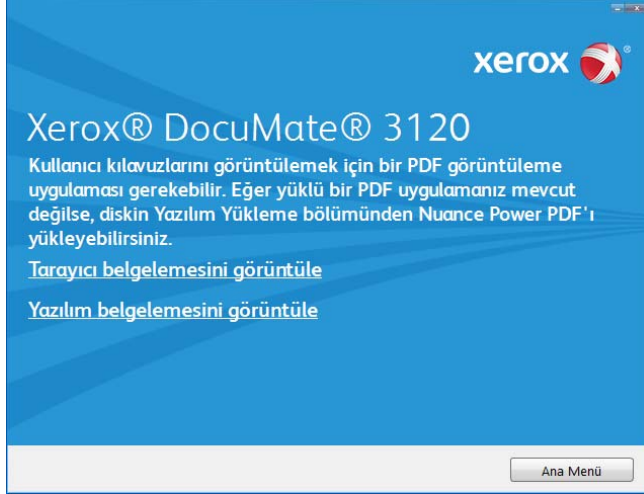 xerox ®
Xerox® DocuMate® 3120
Kullanıcı kılavuzlarını görüntülemek için bir PDF görüntüleme
uygulaması gerekebilir. Eğer yüklü bir PDF uygulamanız mevcut
değilse, diskin Yazılım Yükleme bölümünden Nuance Power PDF'ı
yükleyebilirsiniz.
Tarayıcı belgelemesini görüntüle
Yazılım belgelemesini görüntüle
Ana Menü